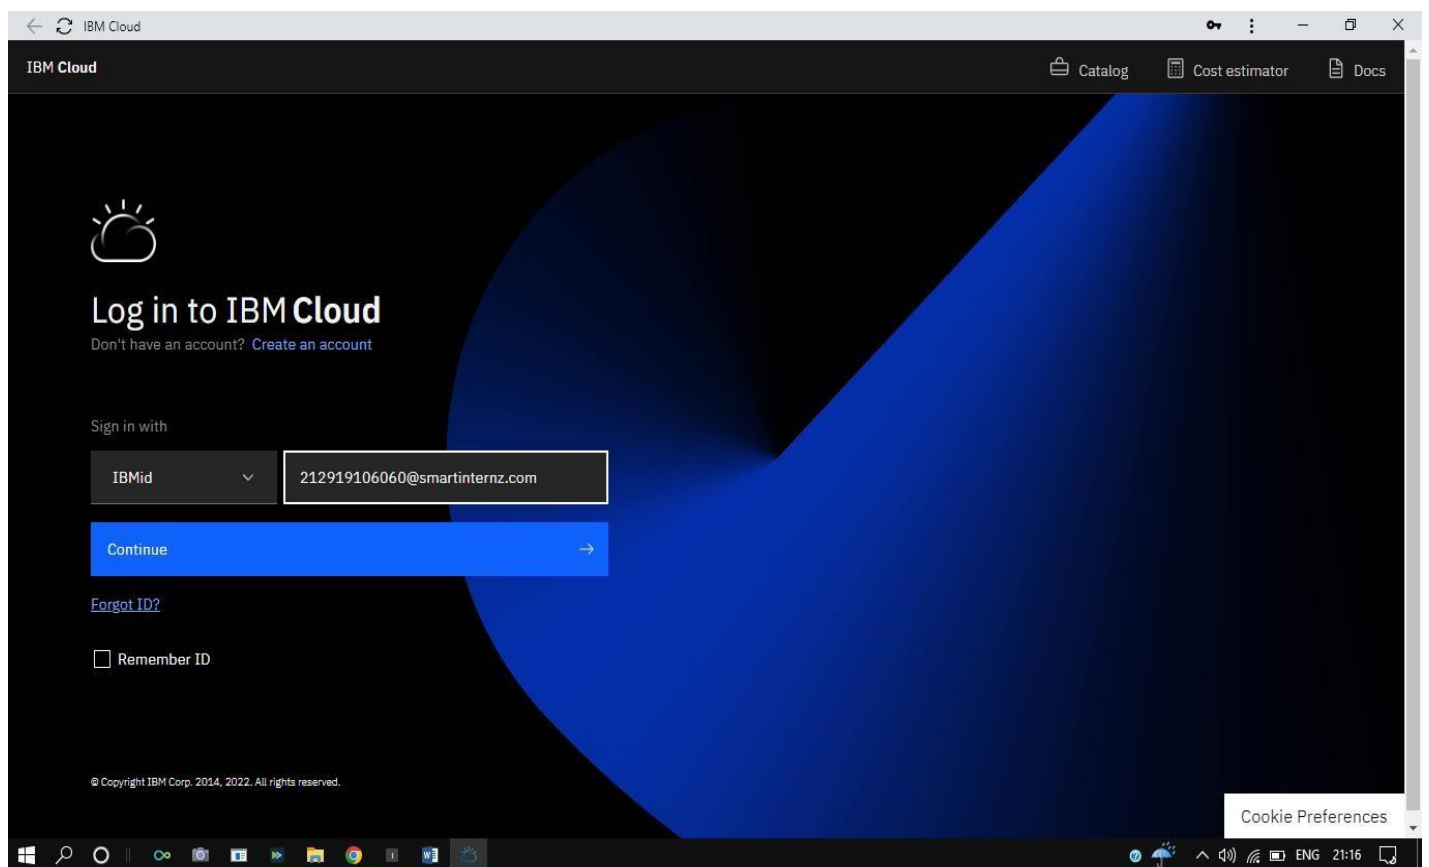 IBM Cloud
IBM Cloud
Catalog
Cost estimator
Docs
Log in to IBM Cloud
Don't have an account? Create an account
Sign in with
IBMid
212919106060@smartinternz.com
Continue
Forgot ID?
Remember ID
© Copyright IBM Corp. 2014, 2022. All rights reserved.
Cookie Preferences
ENG 21:16